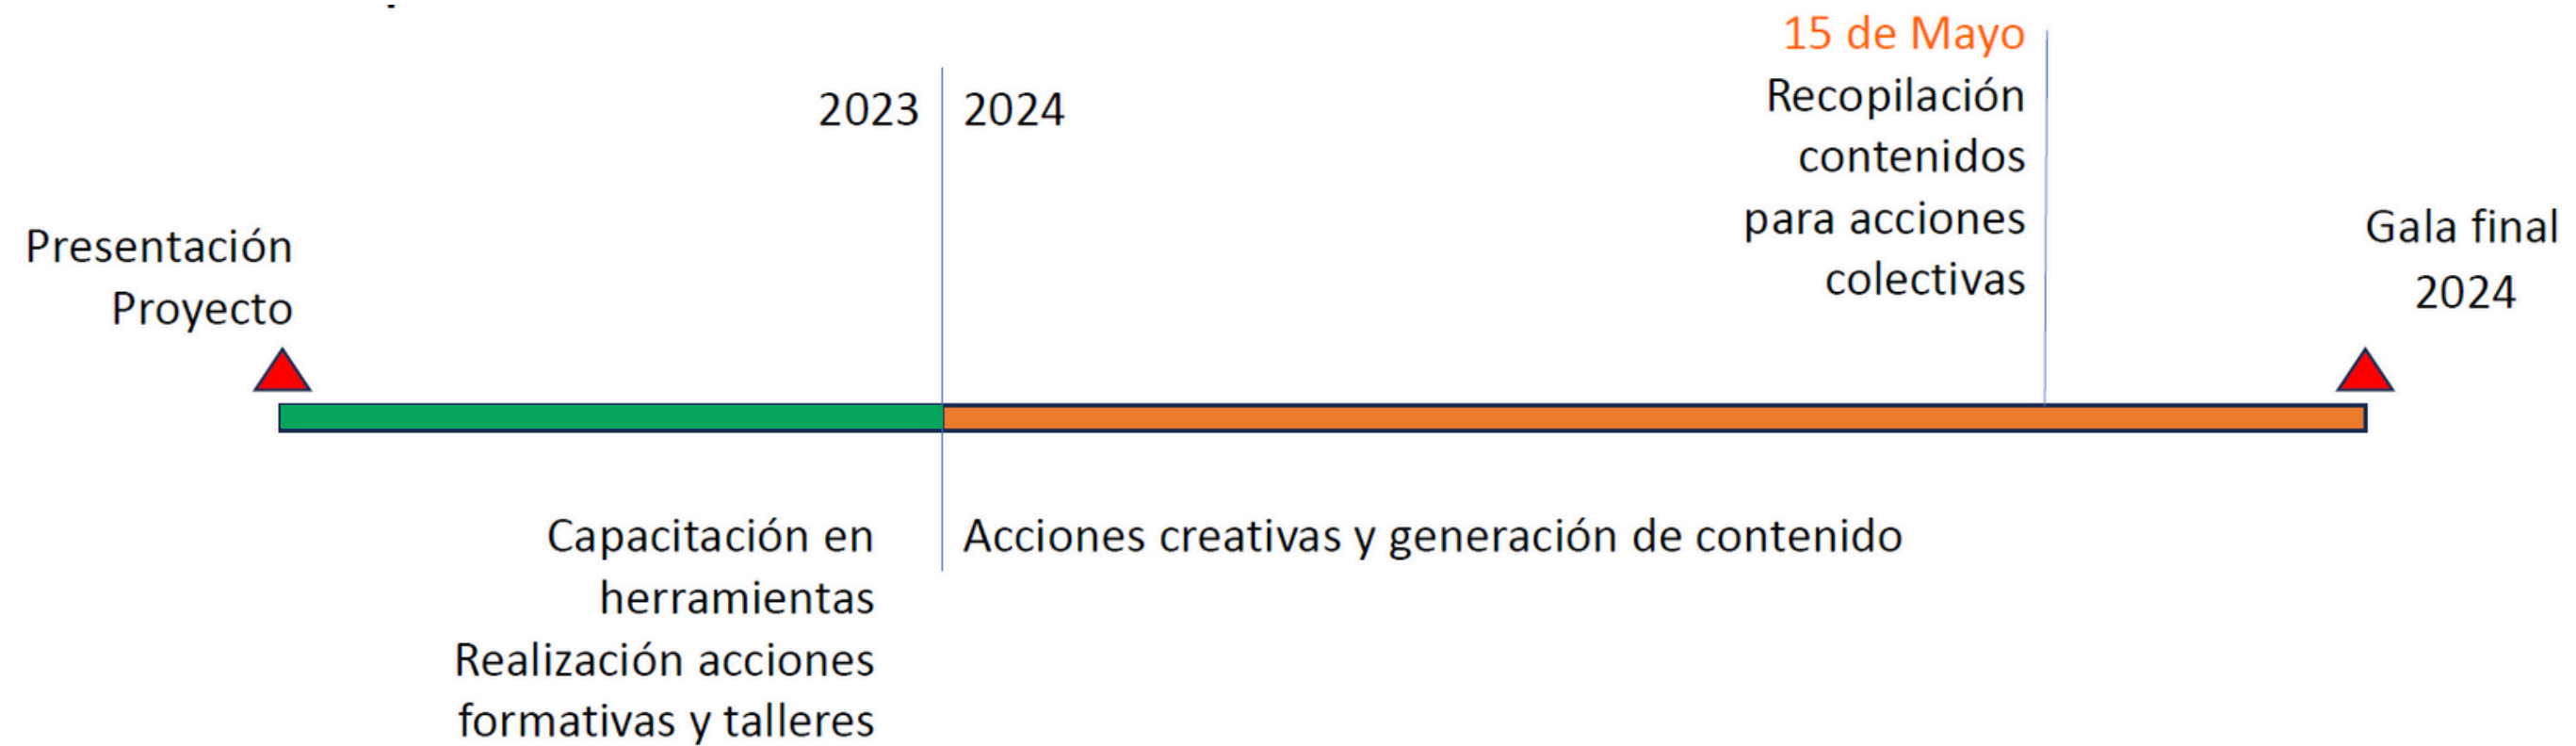 Presentación
Proyecto
2023
2024
15 de Mayo
Recopilación
contenidos
para acciones
colectivas
Gala final
2024
Capacitación en
herramientas
Realización acciones
formativas y talleres
Acciones creativas y generación de contenido